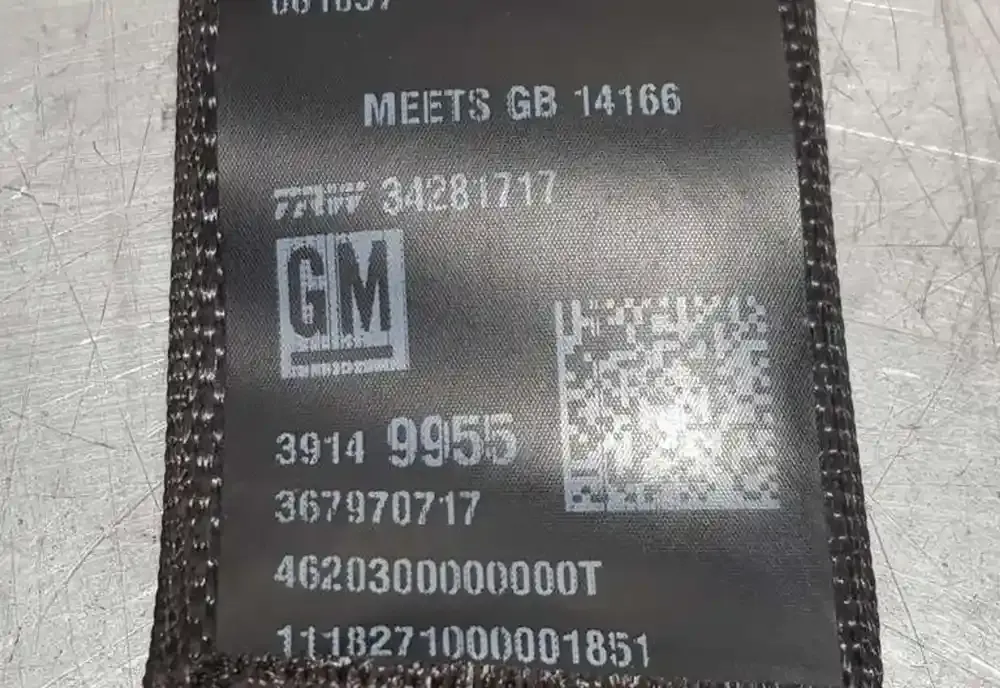 MEETS GB 14166
TRW 34281717
GM
3914 9955
367970717
4620300000000T
1118271000001851